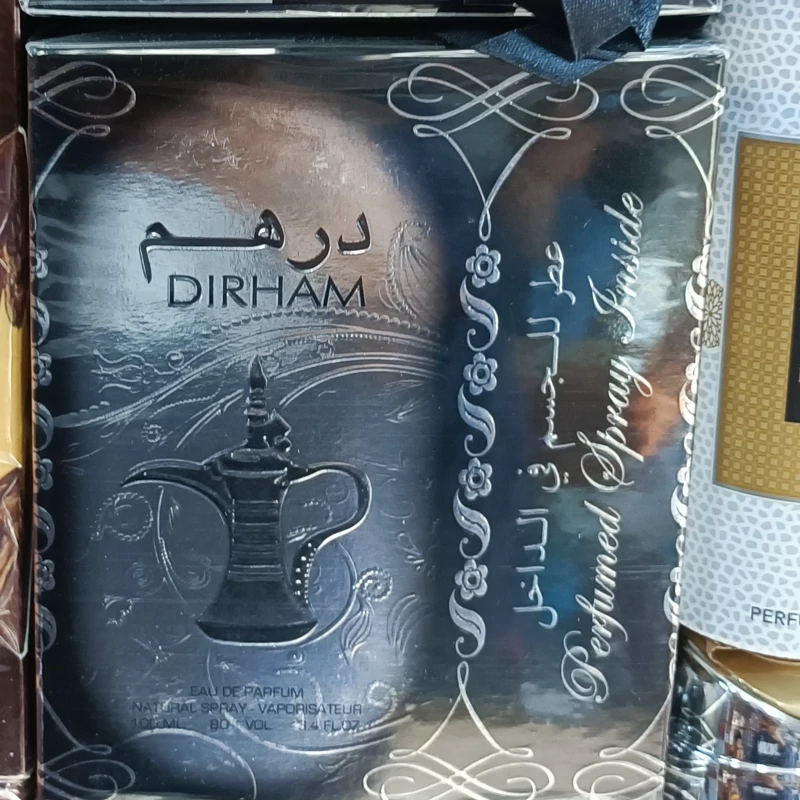 درهم
DIRHAM
EAU DE PARFUM
NATURAL SPRAY - VAPORISATEUR
100 ML 80 % VOL 3.4 FL.OZ
عطر للجسم في الداخل
Perfumed Spray Inside